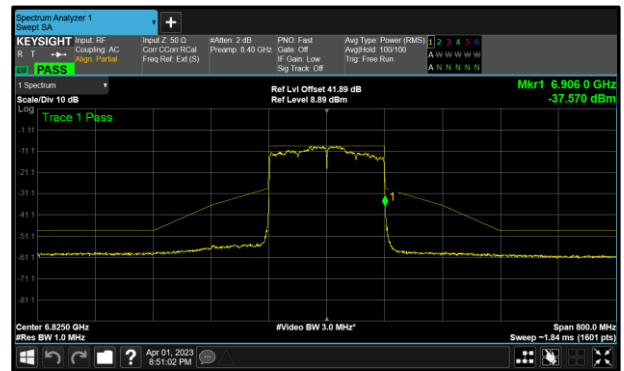 Spectrum Analyzer 1
Swept SA
KEYSIGHT
R T
LM PASS
Input: RF
Coupling: AC
Align: Partial
Input Z: 50 Ω
Corr CCorr RCal
Freq Ref: Ext (S)
#Atten: 2 dB
Preamp: 8.40 GHz
PNO: Fast
Gate: Off
IF Gain: Low
Sig Track: Off
Avg Type: Power (RMS)
Avg|Hold: 100/100
Trig: Free Run
1 2 3 4 5 6
A W W W W W
A N N N N N
1 Spectrum
Scale/Div 10 dB
Ref Lvl Offset 41.89 dB
Ref Level 8.89 dBm
Mkr1 6.906 0 GHz
-37.570 dBm
Log
Trace 1 Pass
-1.11
-11.1
-21.1
-31.1
-41.1
-51.1
-61.1
-71.1
-81.1
1
Center 6.8250 GHz
#Res BW 1.0 MHz
#Video BW 3.0 MHz*
Span 800.0 MHz
Sweep ~1.84 ms (1601 pts)
?
Apr 01, 2023
8:51:02 PM